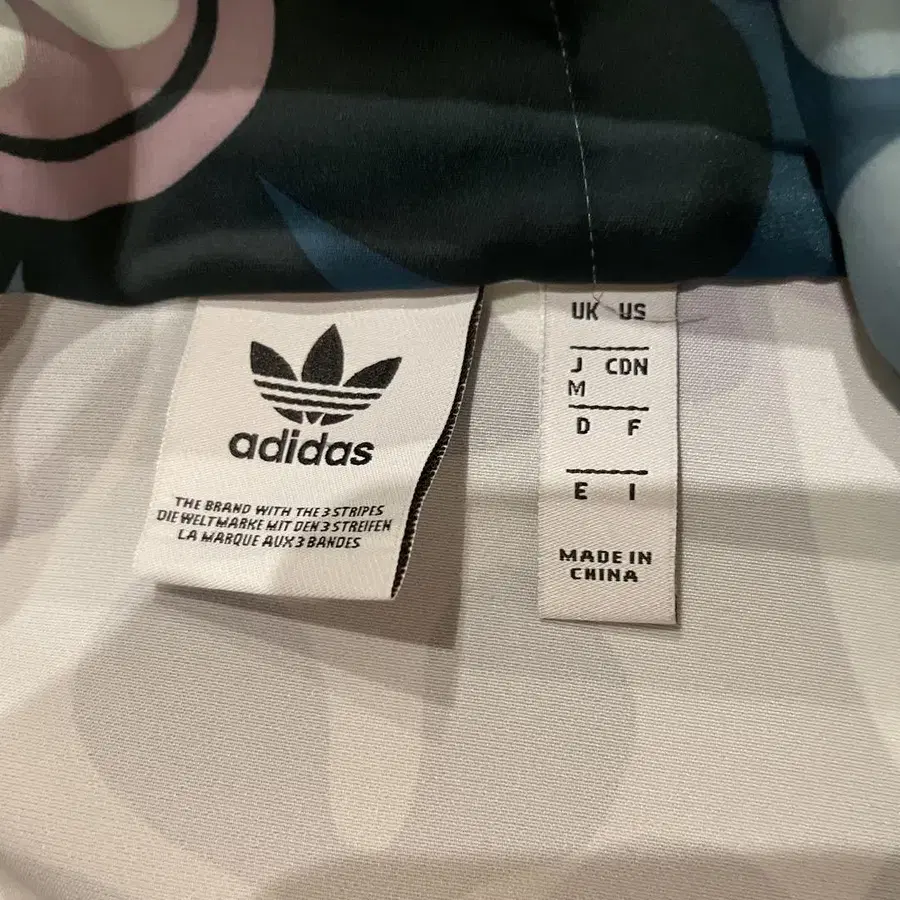 adidas
THE BRAND WITH THE 3 STRIPES
DIE WELTMARKE MIT DEN 3 STREIFEN
LA MARQUE AUX 3 BANDES
UK US
J CDN
M
D F
E I
MADE IN
CHINA